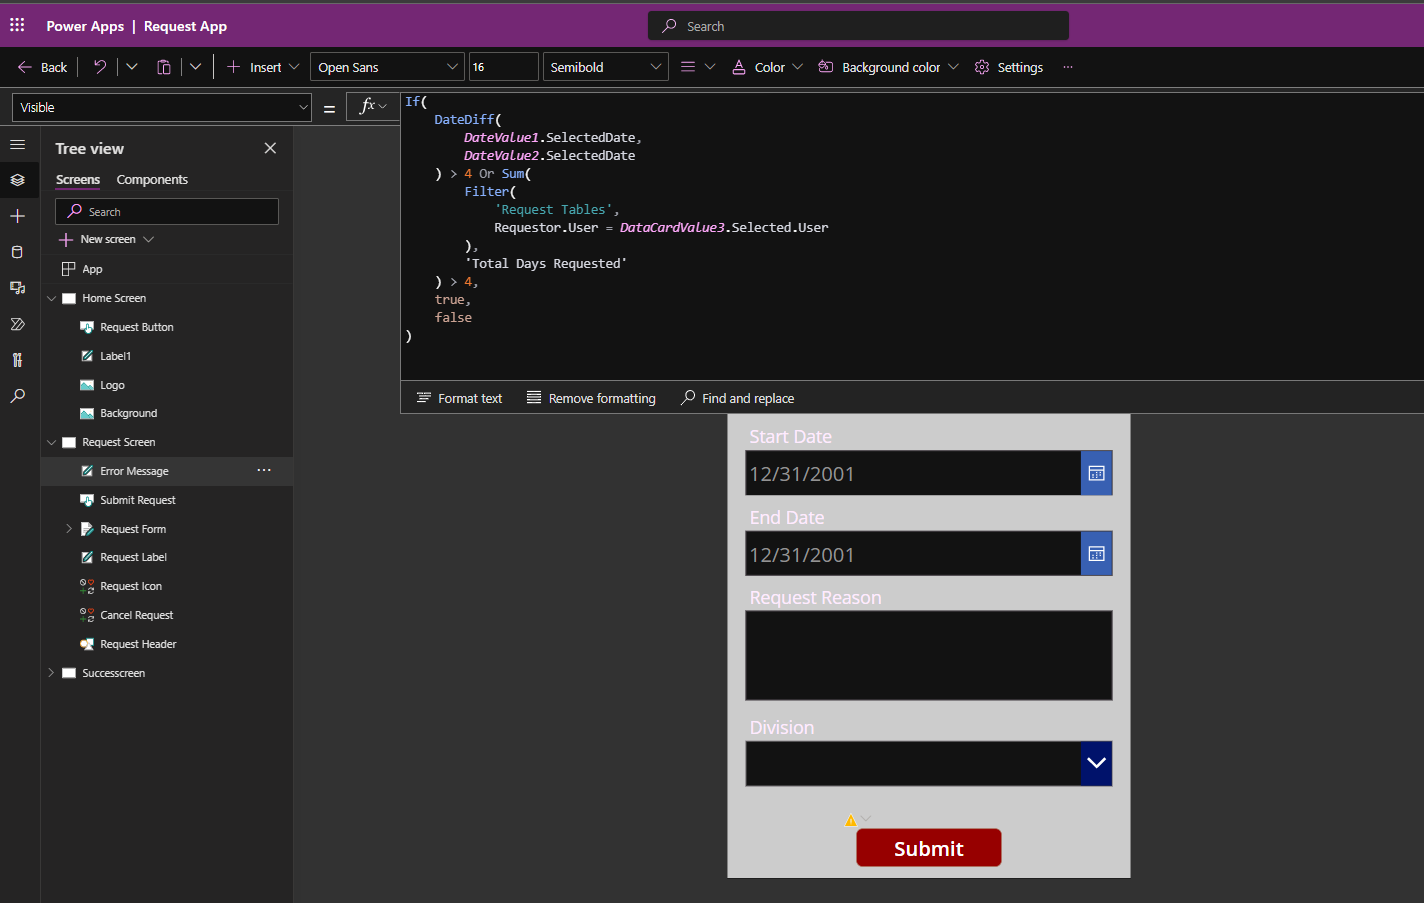 Power Apps | Request App
Search
Back
Insert
Open Sans
16
Semibold
Color
Background color
Settings
Visible
=
fx
If(
DateDiff(
DateValue1.SelectedDate,
DateValue2.SelectedDate
) > 4 Or Sum(
Filter(
'Request Tables',
Requestor.User = DataCardValue3.Selected.User
),
'Total Days Requested'
) > 4,
true,
false
)
Format text
Remove formatting
Find and replace
Tree view
Screens
Components
Search
New screen
App
Home Screen
Request Button
Label1
Logo
Background
Request Screen
Error Message
Submit Request
Request Form
Request Label
Request Icon
Cancel Request
Request Header
Successcreen
Start Date
12/31/2001
End Date
12/31/2001
Request Reason
Division
Submit